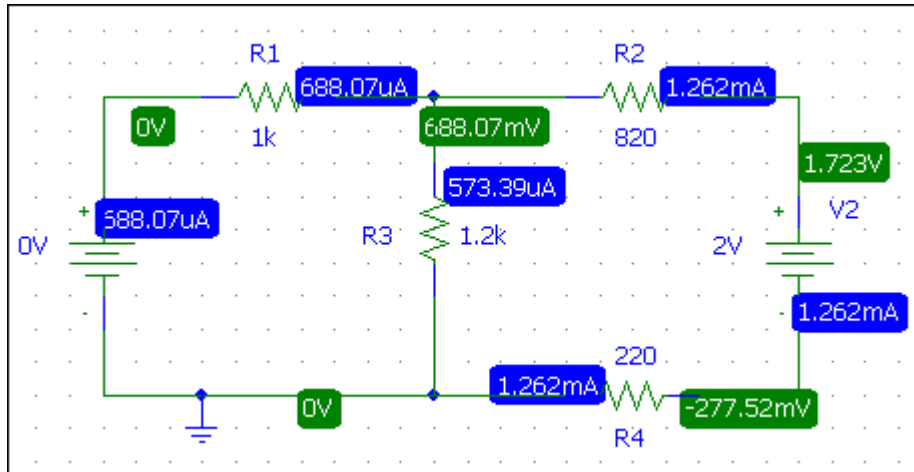 R1
R2
688.07uA
1.262mA
0V
1k
688.07mV
820
1.723V
573.39uA
+
688.07uA
R3
1.2k
+
V2
0V
2V
-
-
1.262mA
220
1.262mA
0V
-277.52mV
R4